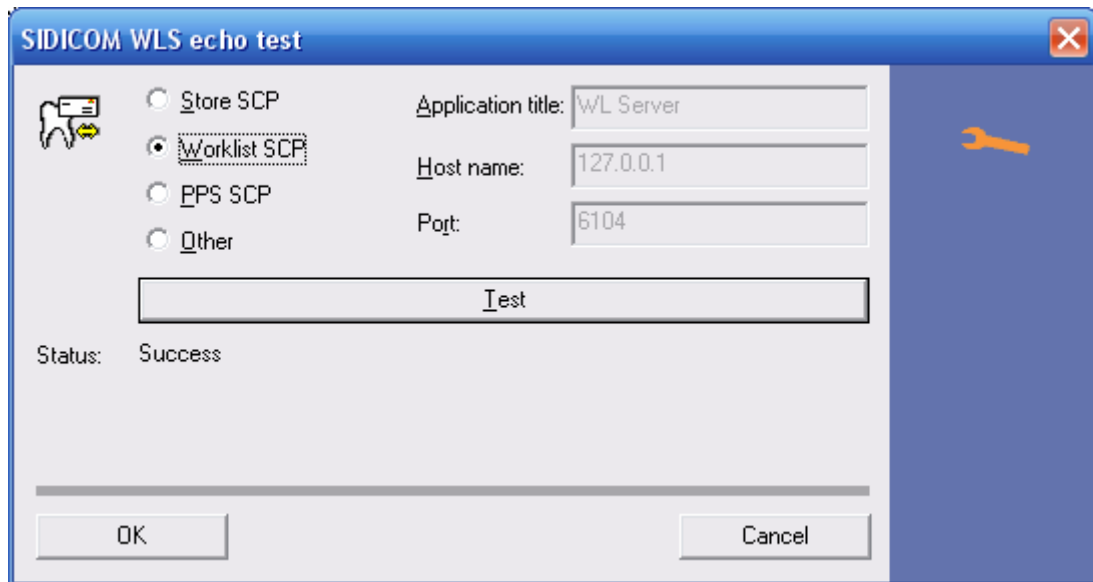 SIDICOM WLS echo test
Store SCP
Worklist SCP
PPS SCP
Other
Application title: WL Server
Host name: 127.0.0.1
Port: 6104
Test
Status: Success
OK
Cancel